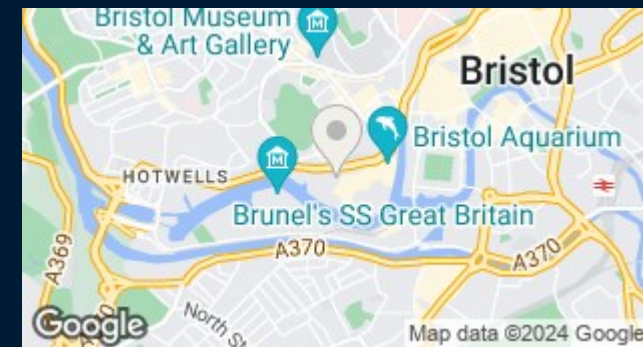 Bristol Museum
& Art Gallery
Bristol
Bristol Aquarium
HOTWELLS
Brunel's SS Great Britain
A369
A370
A370
North St
Google
Map data ©2024 Google